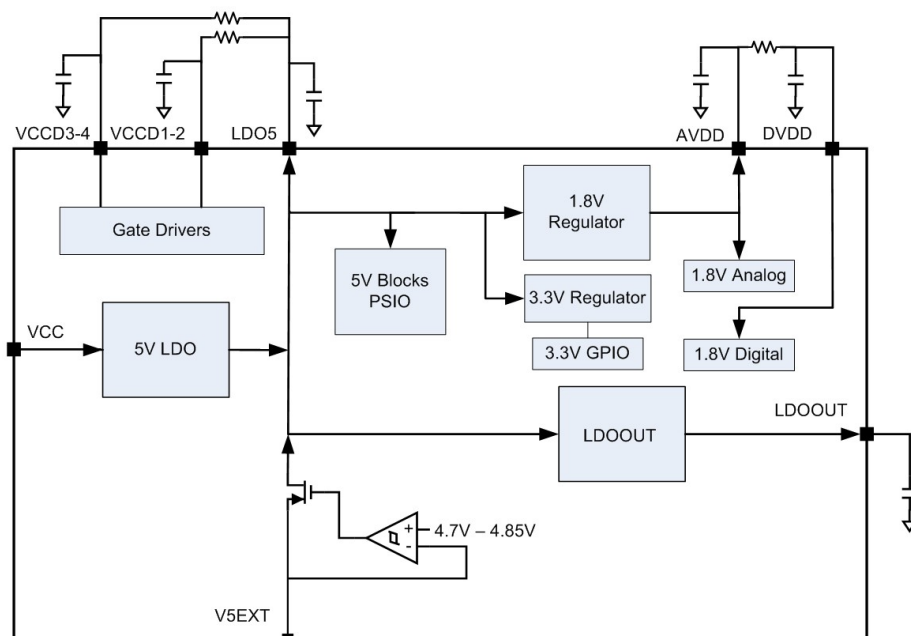 VCCD3-4
VCCD1-2
LDO5
AVDD
DVDD
Gate Drivers
1.8V
Regulator
5V Blocks
PSIO
3.3V Regulator
1.8V Analog
VCC
5V LDO
3.3V GPIO
1.8V Digital
LDOOUT
LDOOUT
+
4.7V – 4.85V
-
V5EXT